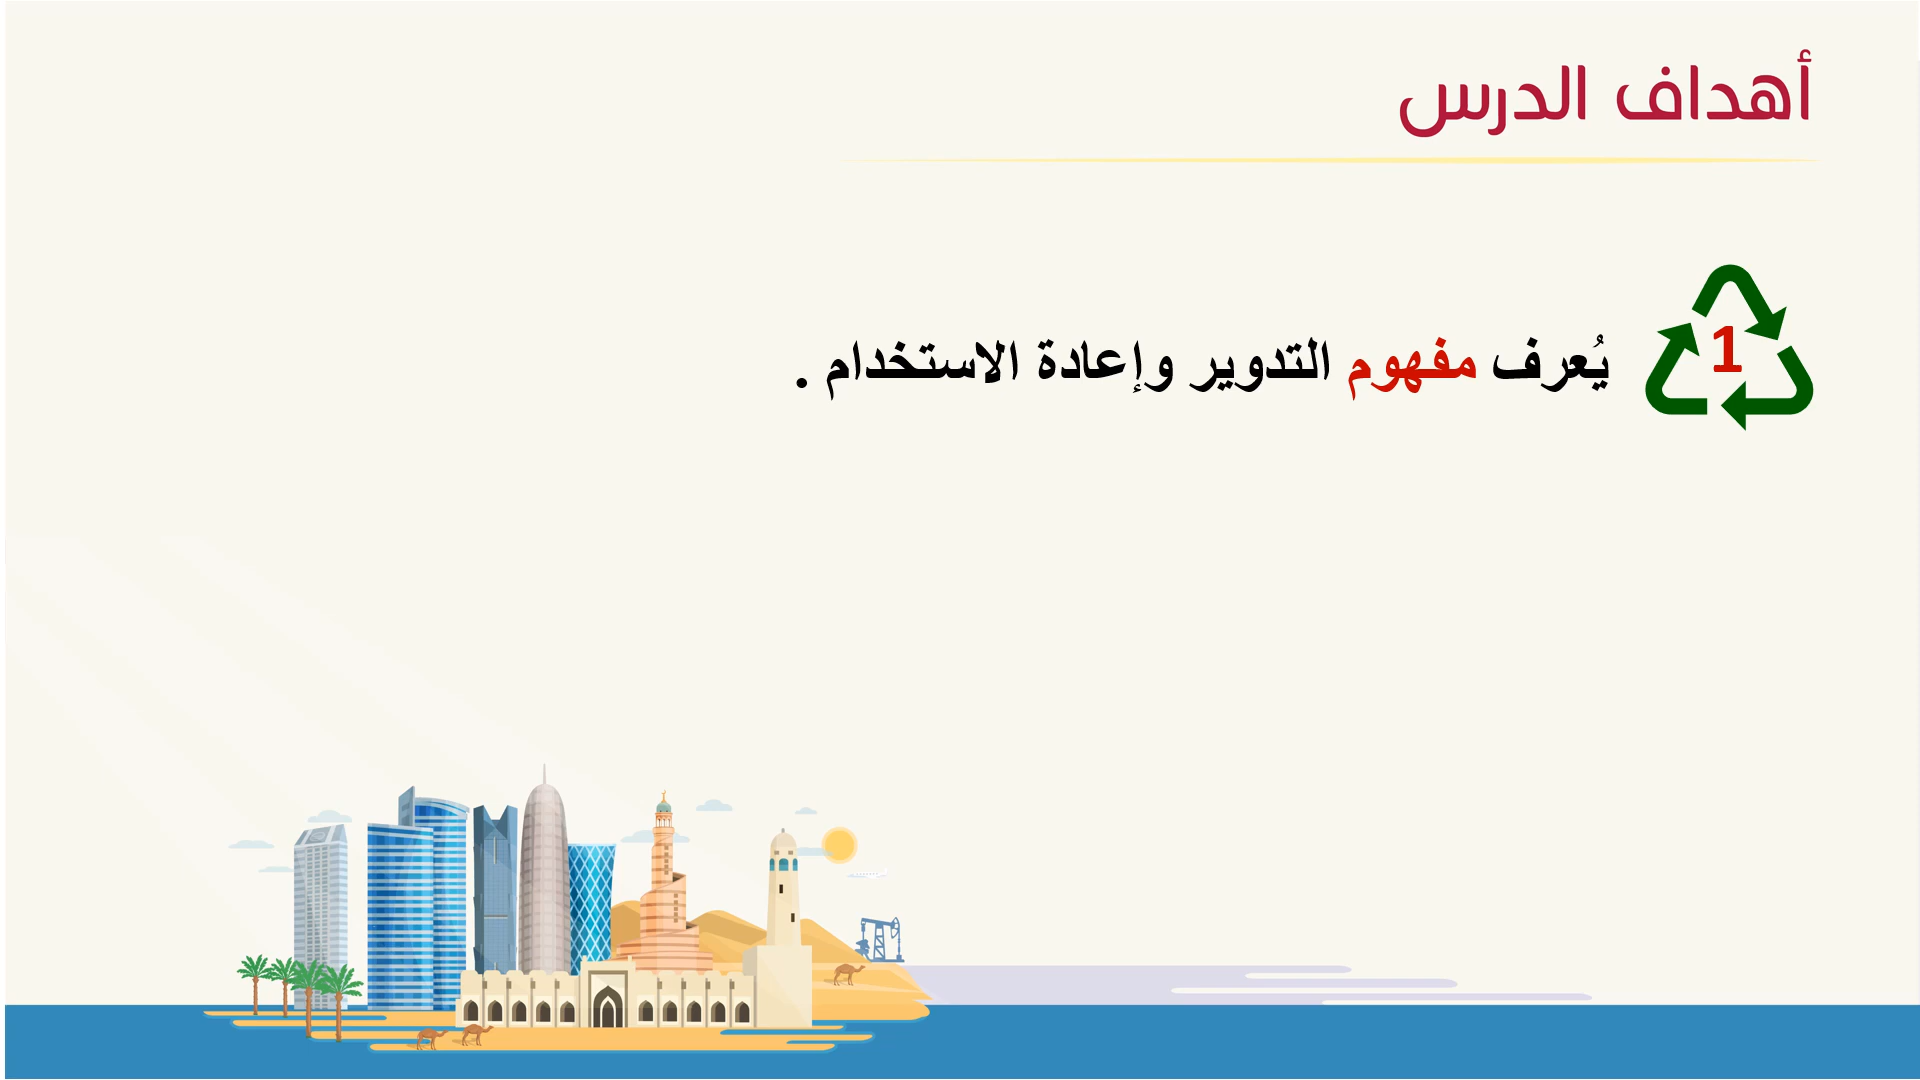 أهداف الدرس
1
يُعرف مفهوم التدوير وإعادة الاستخدام .